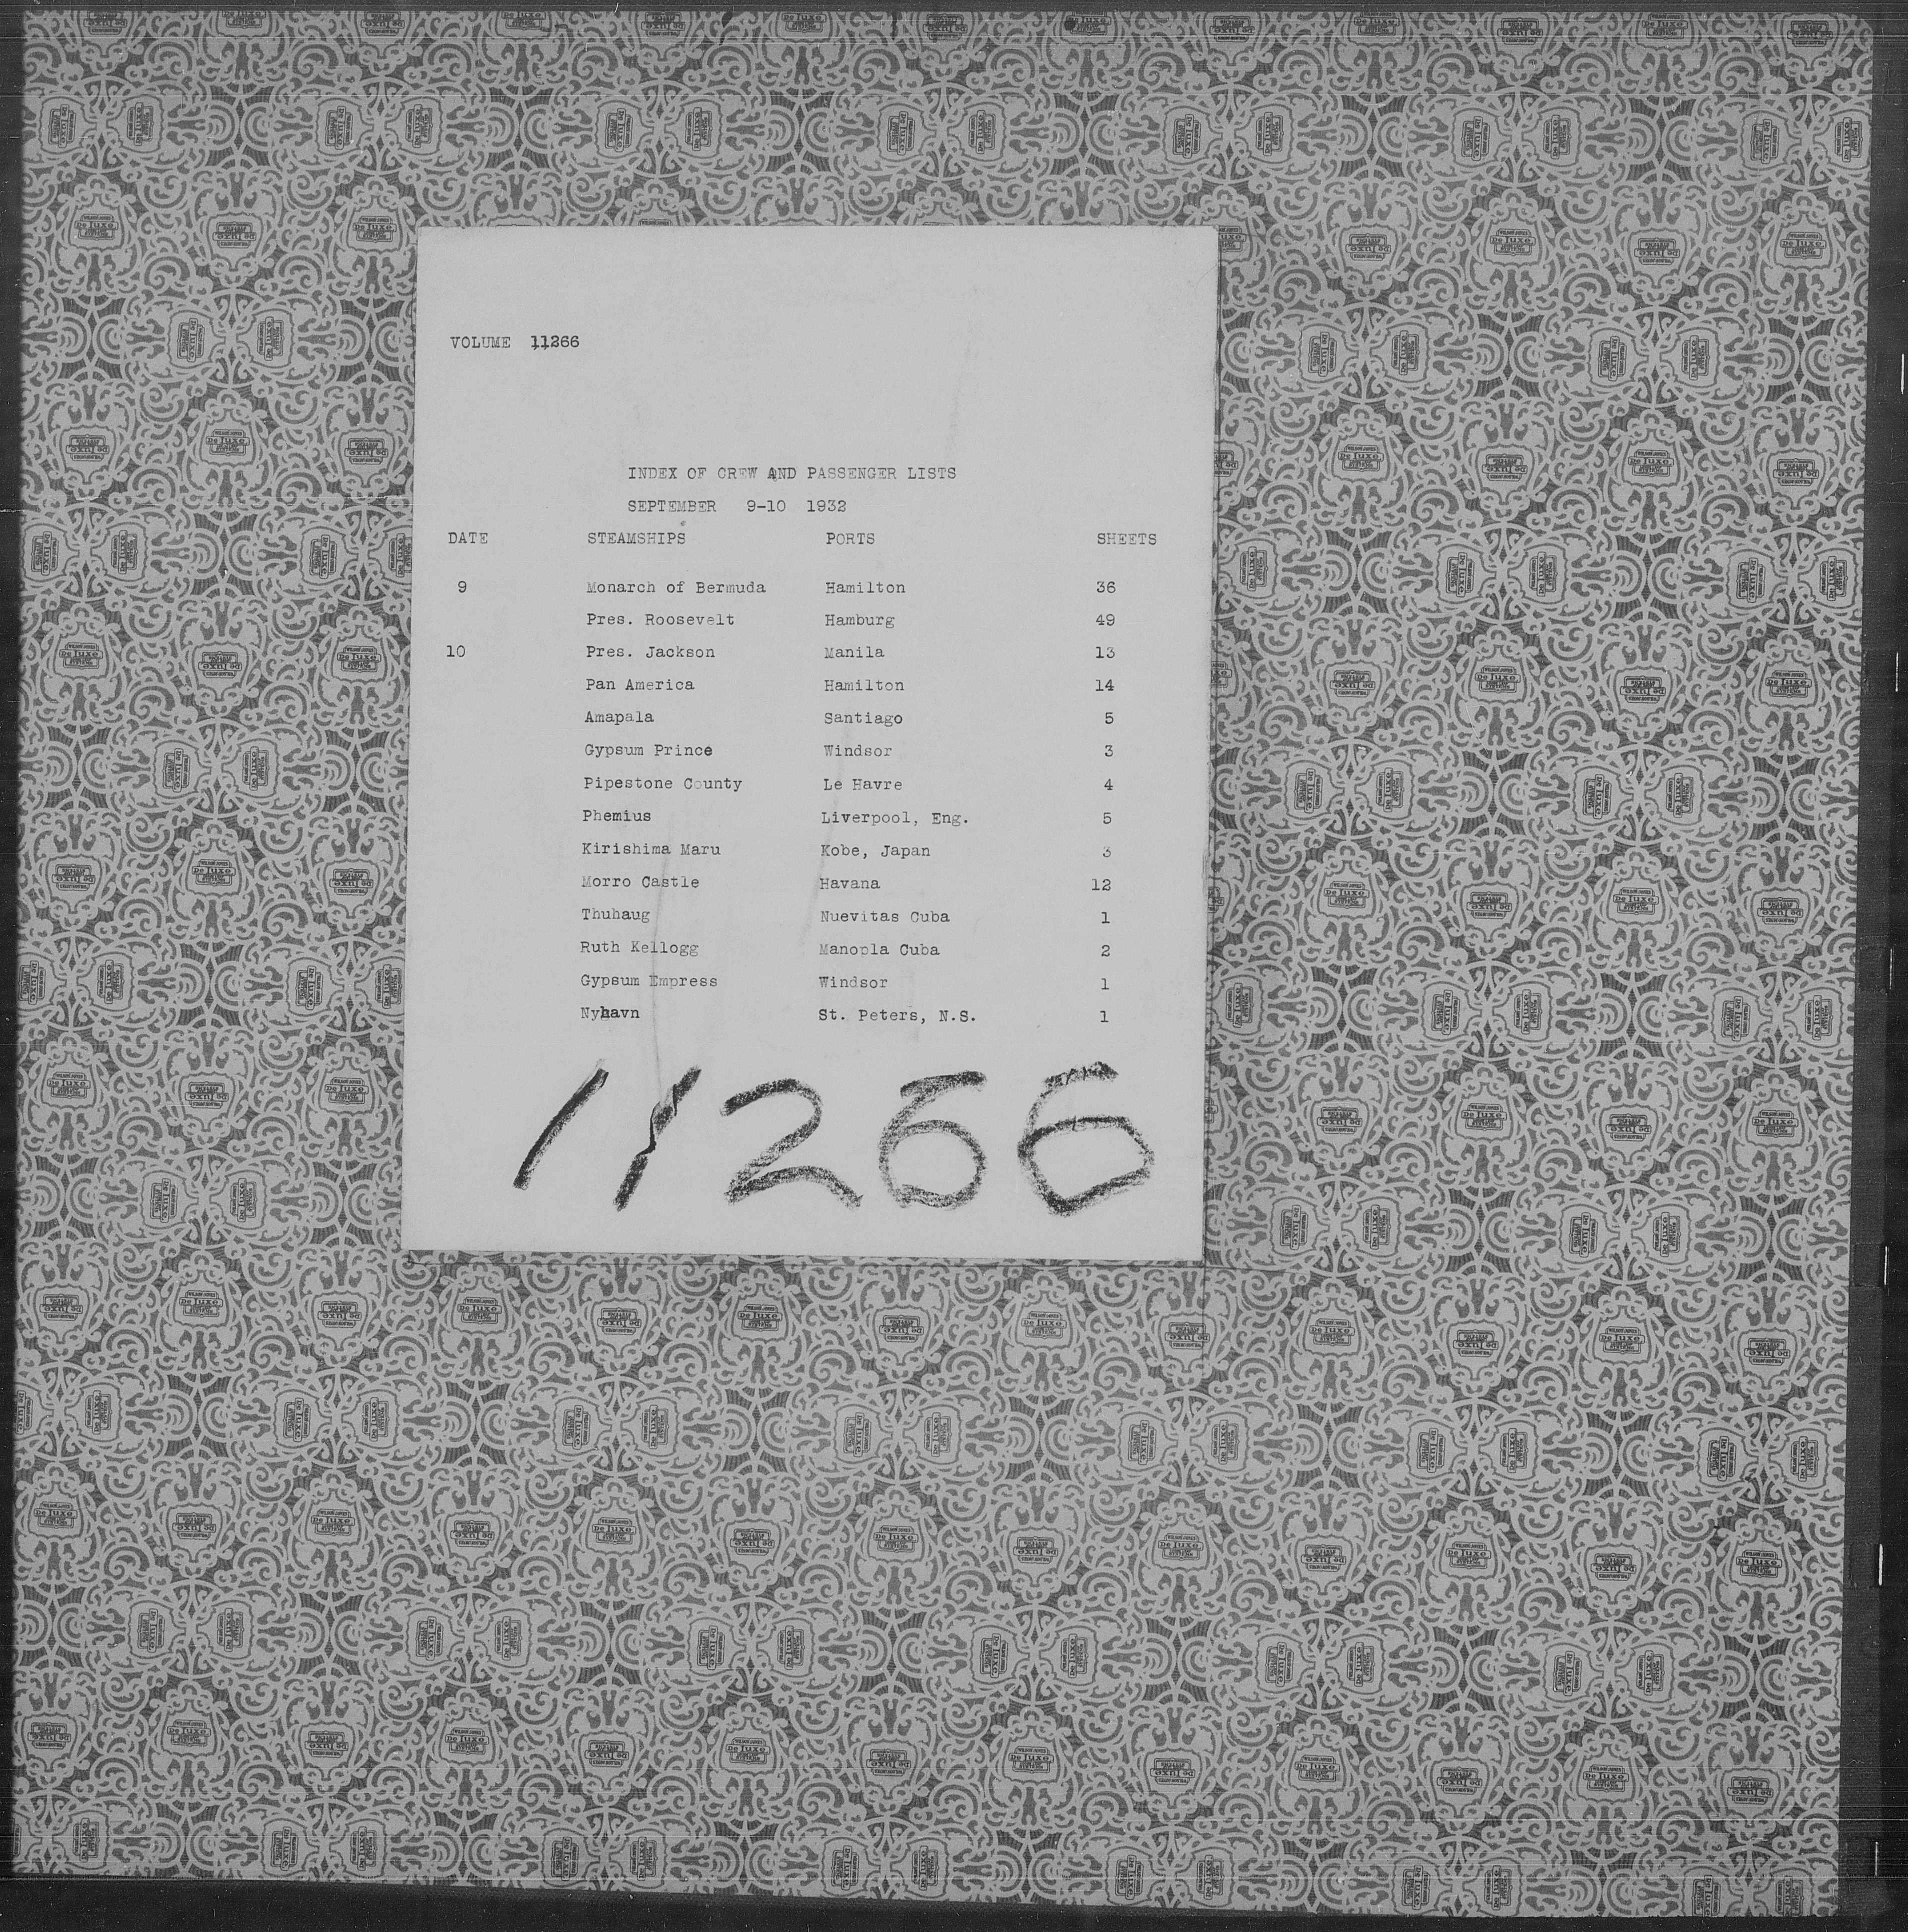 VOLUME 11266
INDEX OF CREW AND PASSENGER LISTS
SEPTEMBER 9-10 1932
DATE STEAMSHIPS PORTS SHEETS
9 Monarch of Bermuda Hamilton 36
Pres. Roosevelt Hamburg 49
10 Pres. Jackson Manila 13
Pan America Hamilton 14
Amapala Santiago 5
Gypsum Prince Windsor 3
Pipestone County Le Havre 4
Phemius Liverpool, Eng. 5
Kirishima Maru Kobe, Japan 3
Morro Castle Havana 12
Thuhaug Nuevitas Cuba 1
Ruth Kellogg Manopla Cuba 2
Gypsum Empress Windsor 1
Nyhavn St. Peters, N.S. 1
11266